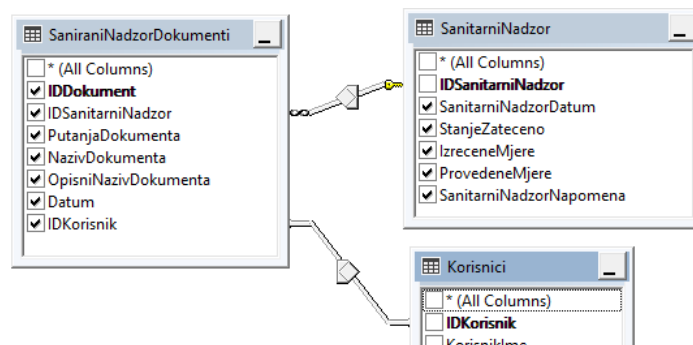 SaniraniNadzorDokumenti
* (All Columns)
IDDokument
IDSanitarniNadzor
PutanjaDokumenta
NazivDokumenta
OpisniNazivDokumenta
Datum
IDKorisnik
SanitarniNadzor
* (All Columns)
IDSanitarniNadzor
SanitarniNadzorDatum
StanjeZateceno
IzreceneMjere
ProvedeneMjere
SanitarniNadzorNapomena
Korisnici
* (All Columns)
IDKorisnik
KorisnikIme